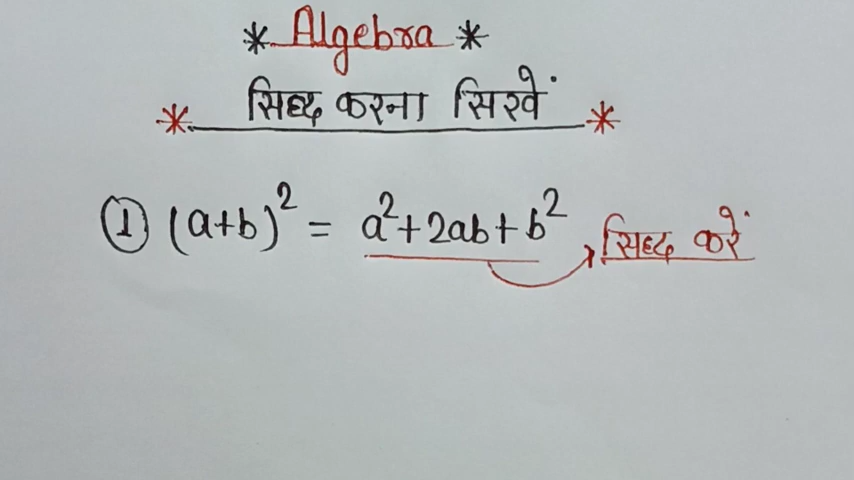 * Algebra *
* सिध्द करना सिखें *
① (a+b)² = a²+2ab+b² सिध्द करें